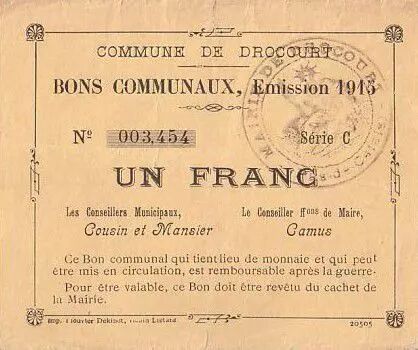 COMMUNE DE DROCOURT
BONS COMMUNAUX, Emission 1915
Nº 003,454 Série C
UN FRANC
Les Conseillers Municipaux, Le Conseiller ffons de Maire,
Cousin et Mansier Camus
Ce Bon communal qui tient lieu de monnaie et qui peut
être mis en circulation, est remboursable après la guerre.
Pour être valable, ce Bon doit être revêtu du cachet de
la Mairie.
MAIRIE DE DROCOURT
20505